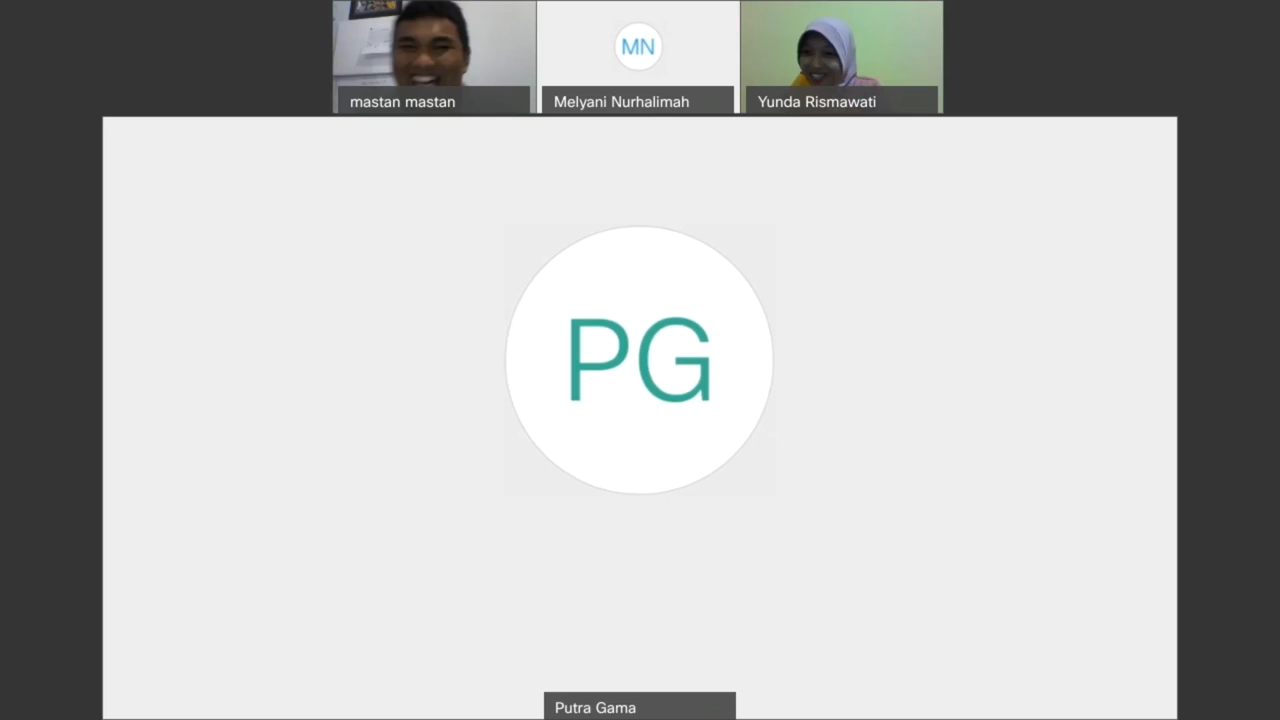 mastan mastan
MN
Melyani Nurhalimah
Yunda Rismawati
PG
Putra Gama